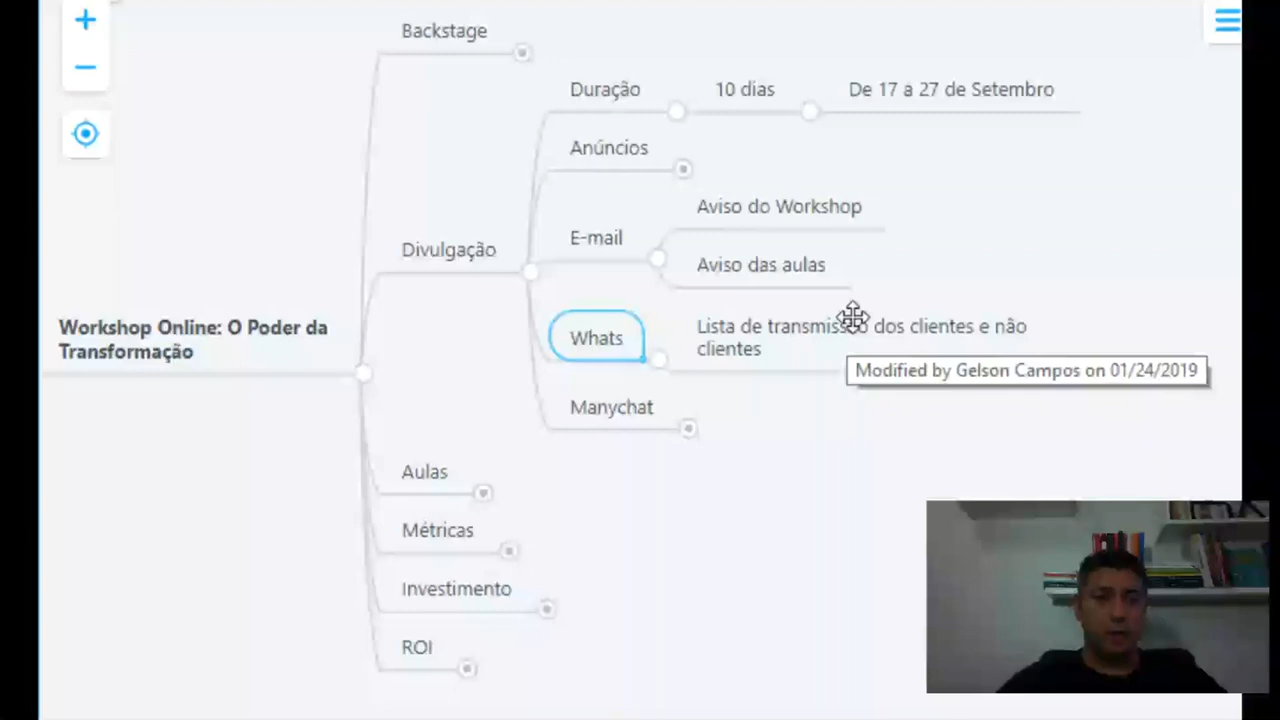 Backstage
Duração
10 dias
De 17 a 27 de Setembro
Anúncios
Aviso do Workshop
E-mail
Divulgação
Aviso das aulas
Workshop Online: O Poder da
Transformação
Whats
Lista de transmissão dos clientes e não
clientes
Modified by Gelson Campos on 01/24/2019
Manychat
Aulas
Métricas
Investimento
ROI